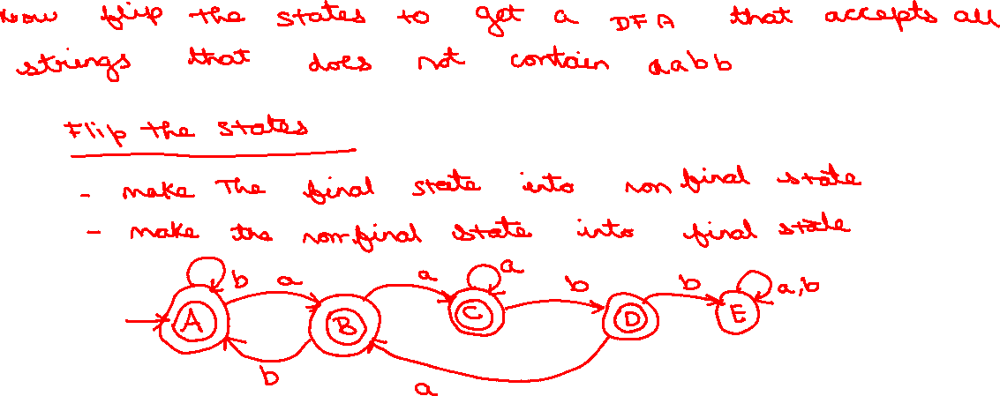 Now flip the states to get a DFA that accepts all
strings that does not contain aabb
Flip the states
- make The final state into non final state
- make the non-final state into final state
b a a a b b a,b
A B C D E
b a